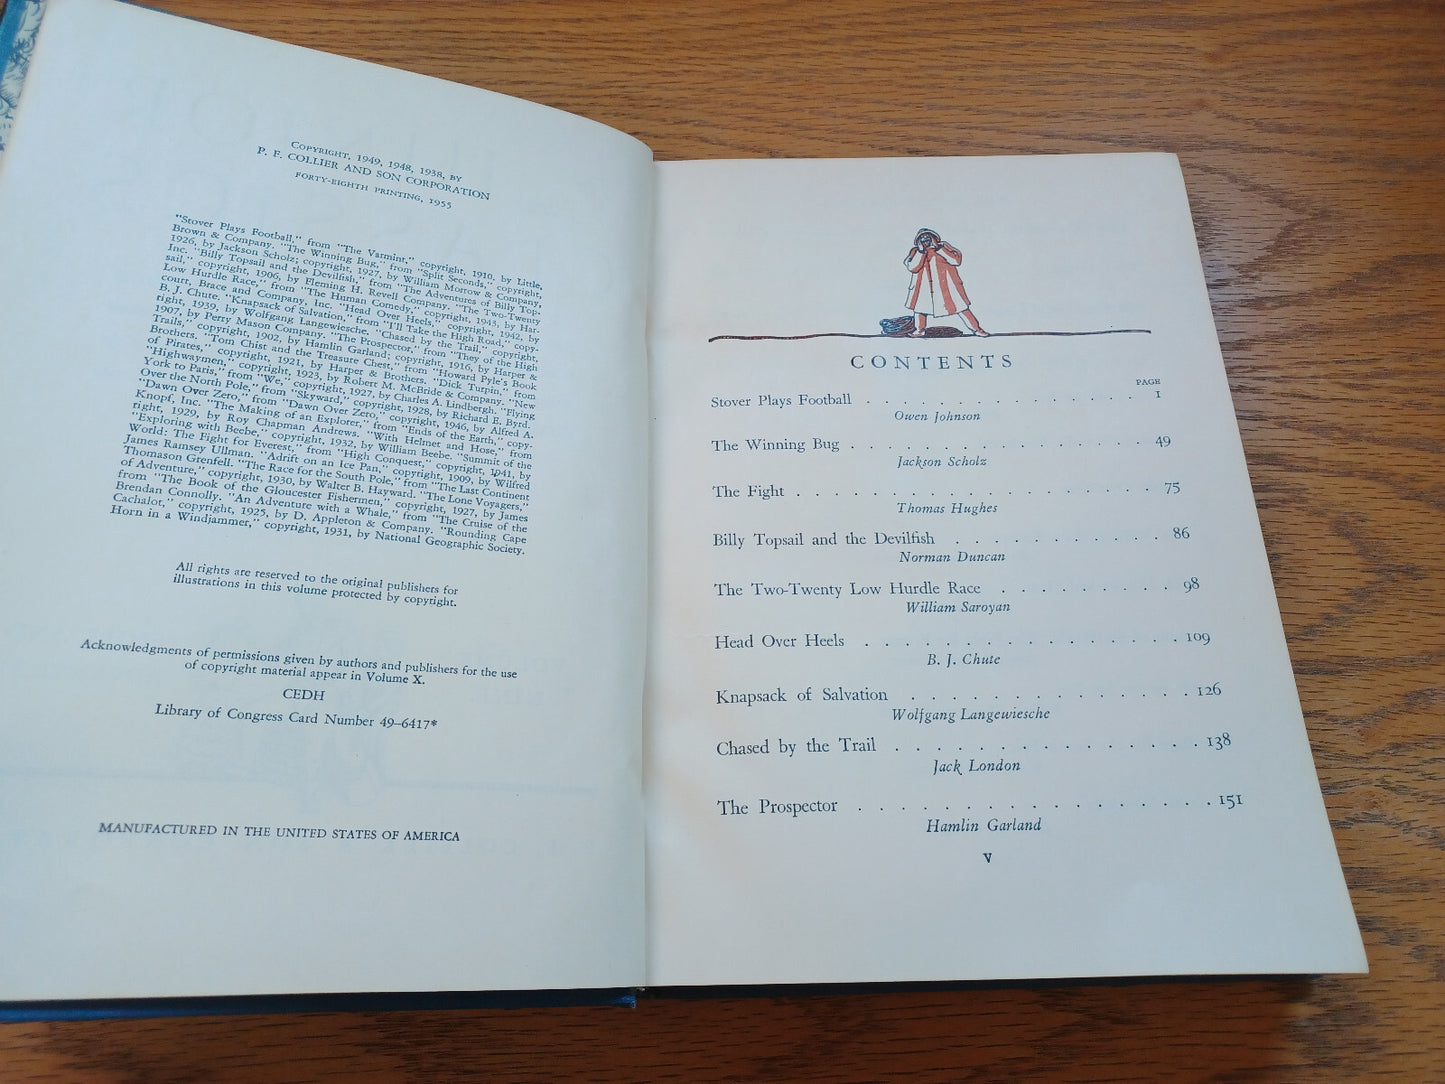 COPYRIGHT, 1949, 1948, 1938, BY
P. F. COLLIER AND SON CORPORATION
FORTY-EIGHTH PRINTING, 1955
"Stover Plays Football," from "The Varmint," copyright, 1910, by Little,
Brown & Company. "The Winning Bug," from "Split Seconds," copyright,
1926, by Jackson Scholz; copyright, 1927, by William Morrow & Company,
Inc. "Billy Topsail and the Devilfish," from "The Adventures of Billy Top-
sail," copyright, 1906, by Fleming H. Revell Company. "The Two-Twenty
Low Hurdle Race," from "The Human Comedy," copyright, 1943, by Har-
court, Brace and Company, Inc. "Head Over Heels," copyright, 1942, by
B. J. Chute. "Knapsack of Salvation," from "I'll Take the High Road," copy-
right, 1939, by Wolfgang Langewiesche. "Chased by the Trail," copyright,
1907, by Perry Mason Company. "The Prospector," from "They of the High
Trails," copyright, 1902, by Hamlin Garland; copyright, 1916, by Harper &
Brothers. "Tom Chist and the Treasure Chest," from "Howard Pyle's Book
of Pirates," copyright, 1921, by Harper & Brothers. "Dick Turpin," from
"Highwaymen," copyright, 1923, by Robert M. McBride & Company. "New
York to Paris," from "We," copyright, 1927, by Charles A. Lindbergh. "Flying
Over the North Pole," from "Skyward," copyright, 1928, by Richard E. Byrd.
"Dawn Over Zero," from "Dawn Over Zero," copyright, 1946, by Alfred A.
Knopf, Inc. "The Making of an Explorer," from "Ends of the Earth," copy-
right, 1929, by Roy Chapman Andrews. "With Helmet and Hose," from
"Exploring with Beebe," copyright, 1932, by William Beebe. "Summit of the
World: The Fight for Everest," from "High Conquest," copyright, 1941, by
James Ramsey Ullman. "Adrift on an Ice Pan," copyright, 1909, by Wilfred
Thomason Grenfell. "The Race for the South Pole," from "The Last Continent
of Adventure," copyright, 1930, by Walter B. Hayward. "The Lone Voyagers,"
from "The Book of the Gloucester Fishermen," copyright, 1927, by James
Brendan Connolly. "An Adventure with a Whale," from "The Cruise of the
Cachalot," copyright, 1925, by D. Appleton & Company. "Rounding Cape
Horn in a Windjammer," copyright, 1931, by National Geographic Society.
All rights are reserved to the original publishers for
illustrations in this volume protected by copyright.
Acknowledgments of permissions given by authors and publishers for the use
of copyright material appear in Volume X.
CEDH
Library of Congress Card Number 49–6417*
MANUFACTURED IN THE UNITED STATES OF AMERICA
CONTENTS
PAGE
Stover Plays Football . . . . . . . . . . . . . . . 1
Owen Johnson
The Winning Bug . . . . . . . . . . . . . . . 49
Jackson Scholz
The Fight . . . . . . . . . . . . . . . . . 75
Thomas Hughes
Billy Topsail and the Devilfish . . . . . . . . . . . 86
Norman Duncan
The Two-Twenty Low Hurdle Race . . . . . . . . . 98
William Saroyan
Head Over Heels . . . . . . . . . . . . . . . 109
B. J. Chute
Knapsack of Salvation . . . . . . . . . . . . . . 126
Wolfgang Langewiesche
Chased by the Trail . . . . . . . . . . . . . . 138
Jack London
The Prospector . . . . . . . . . . . . . . . . 151
Hamlin Garland
v